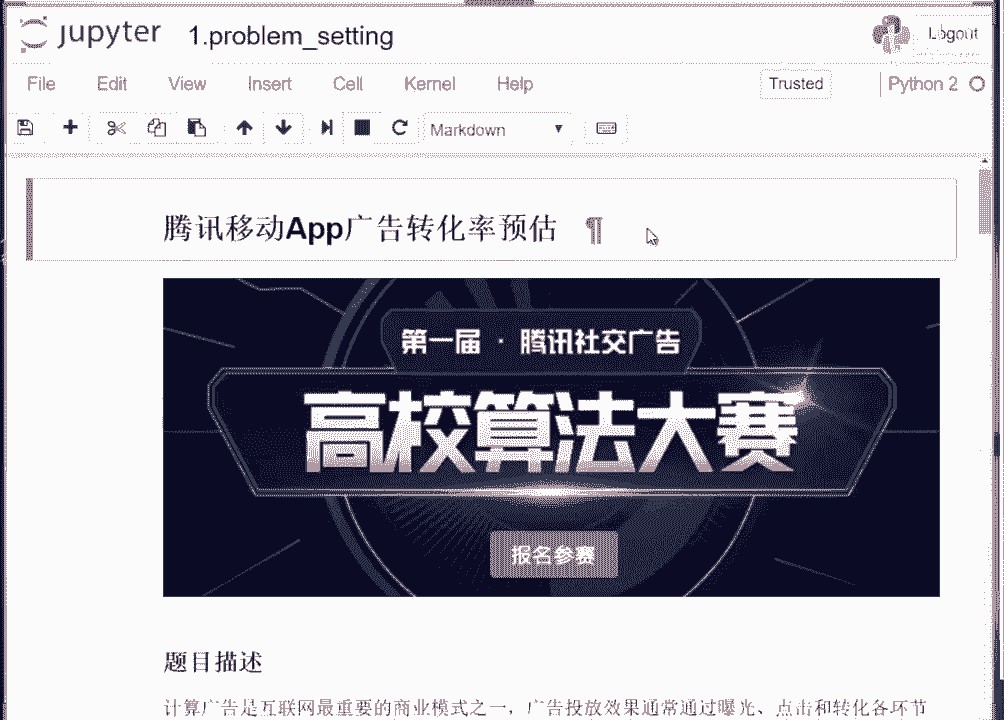 jupyter 1.problem_setting Logout
File Edit View Insert Cell Kernel Help Trusted Python 2
Markdown
腾讯移动App广告转化率预估 ¶
第一届 · 腾讯社交广告
高校算法大赛
报名参赛
题目描述
计算广告是互联网最重要的商业模式之一，广告投放效果通常通过曝光、点击和转化各环节